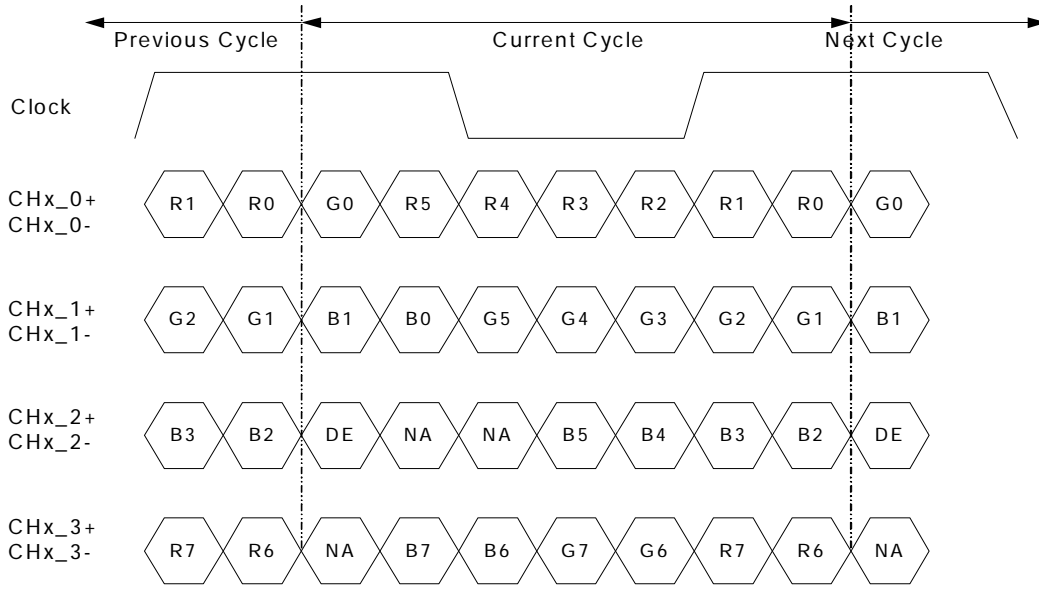 Previous Cycle Current Cycle Next Cycle
Clock
CHx_0+
CHx_0-
R1 R0 G0 R5 R4 R3 R2 R1 R0 G0
CHx_1+
CHx_1-
G2 G1 B1 B0 G5 G4 G3 G2 G1 B1
CHx_2+
CHx_2-
B3 B2 DE NA NA B5 B4 B3 B2 DE
CHx_3+
CHx_3-
R7 R6 NA B7 B6 G7 G6 R7 R6 NA